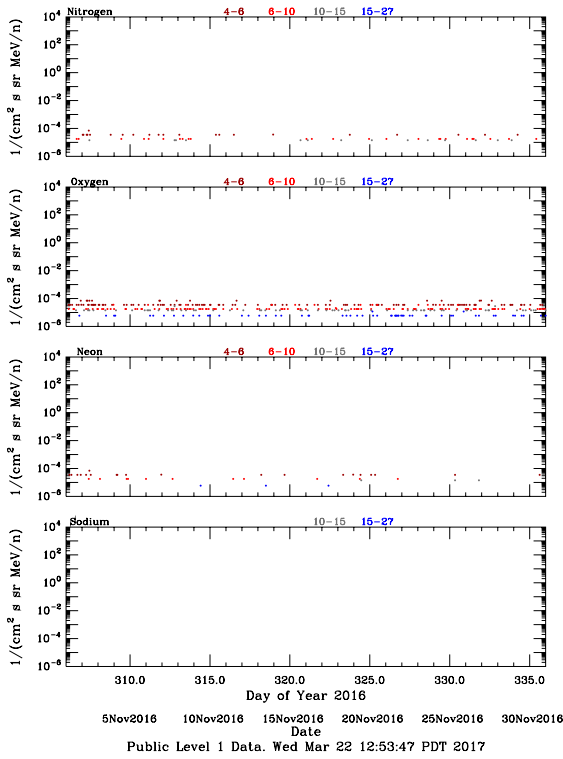 Nitrogen 4-6 6-10 10-15 15-27
10^4
10^2
10^0
10^-2
10^-4
10^-6
1/(cm^2 s sr MeV/n)
Oxygen 4-6 6-10 10-15 15-27
10^4
10^2
10^0
10^-2
10^-4
10^-6
1/(cm^2 s sr MeV/n)
Neon 4-6 6-10 10-15 15-27
10^4
10^2
10^0
10^-2
10^-4
10^-6
1/(cm^2 s sr MeV/n)
Sodium 10-15 15-27
10^4
10^2
10^0
10^-2
10^-4
10^-6
1/(cm^2 s sr MeV/n)
310.0 315.0 320.0 325.0 330.0 335.0
Day of Year 2016
5Nov2016 10Nov2016 15Nov2016 20Nov2016 25Nov2016 30Nov2016
Date
Public Level 1 Data. Wed Mar 22 12:53:47 PDT 2017